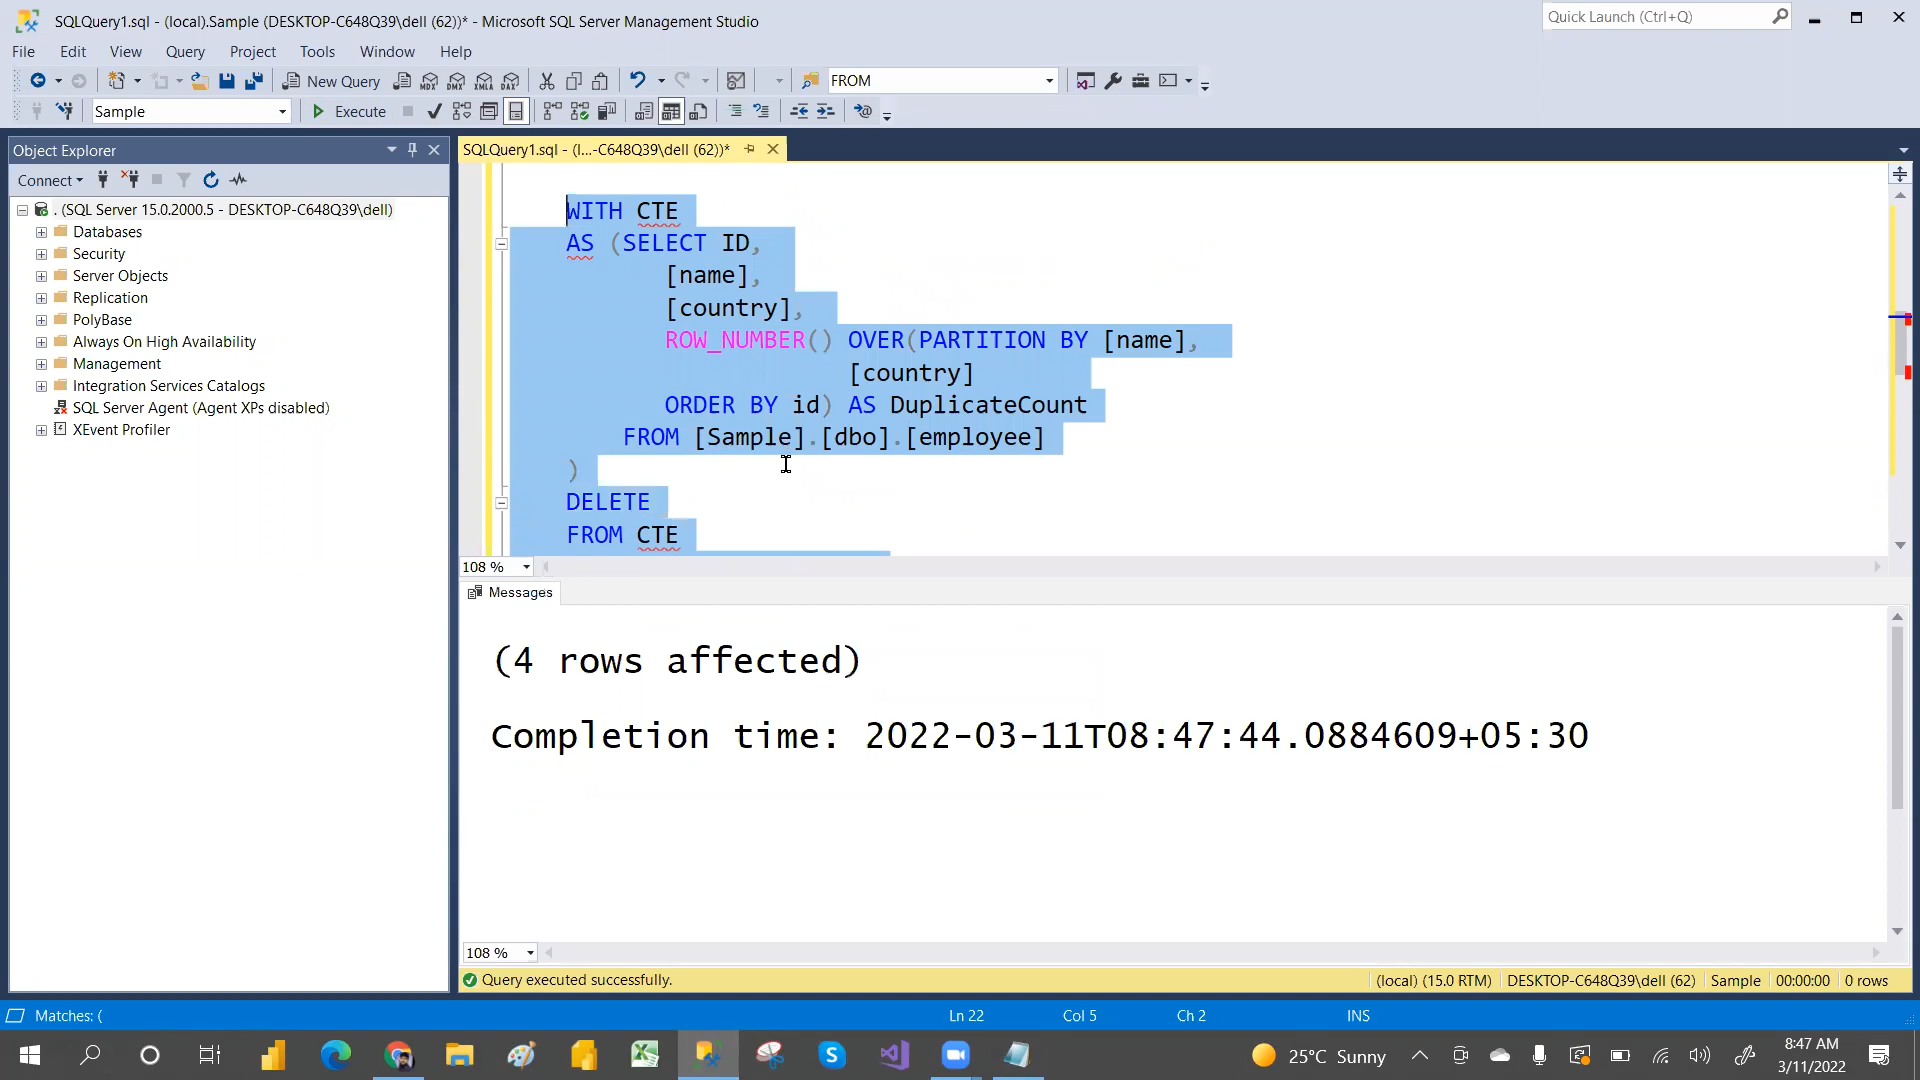 SQLQuery1.sql - (local).Sample (DESKTOP-C648Q39\dell (62))* - Microsoft SQL Server Management Studio
Quick Launch (Ctrl+Q)
File Edit View Query Project Tools Window Help
New Query MDX DMX XMLA DAX FROM
Sample Execute
Object Explorer
SQLQuery1.sql - (l...-C648Q39\dell (62))*
Connect
. (SQL Server 15.0.2000.5 - DESKTOP-C648Q39\dell)
Databases
Security
Server Objects
Replication
PolyBase
Always On High Availability
Management
Integration Services Catalogs
SQL Server Agent (Agent XPs disabled)
XEvent Profiler
WITH CTE
AS (SELECT ID,
[name],
[country],
ROW_NUMBER() OVER(PARTITION BY [name],
[country]
ORDER BY id) AS DuplicateCount
FROM [Sample].[dbo].[employee]
)
DELETE
FROM CTE
108 %
Messages
(4 rows affected)
Completion time: 2022-03-11T08:47:44.0884609+05:30
108 %
Query executed successfully.
(local) (15.0 RTM) DESKTOP-C648Q39\dell (62) Sample 00:00:00 0 rows
Matches: (
Ln 22 Col 5 Ch 2 INS
25°C Sunny
8:47 AM
3/11/2022